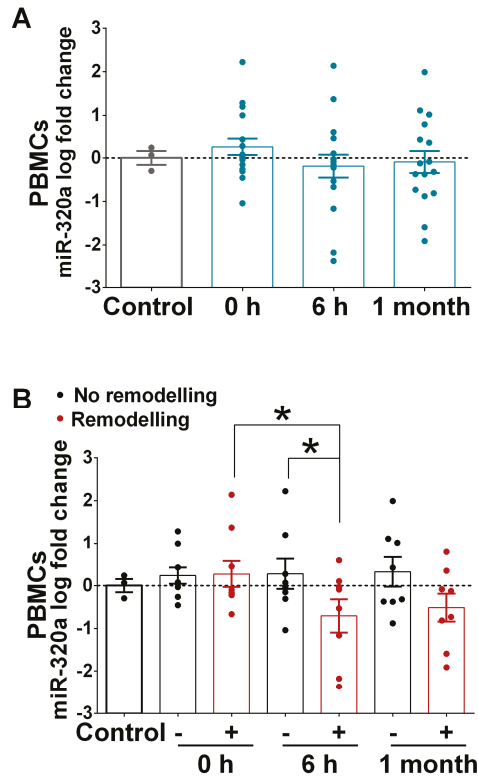 A
PBMCs
miR-320a log fold change
3
2
1
0
-1
-2
-3
Control 0 h 6 h 1 month
B
No remodelling
Remodelling
* 
*
PBMCs
miR-320a log fold change
3
2
1
0
-1
-2
-3
Control - + - + - +
0 h 6 h 1 month